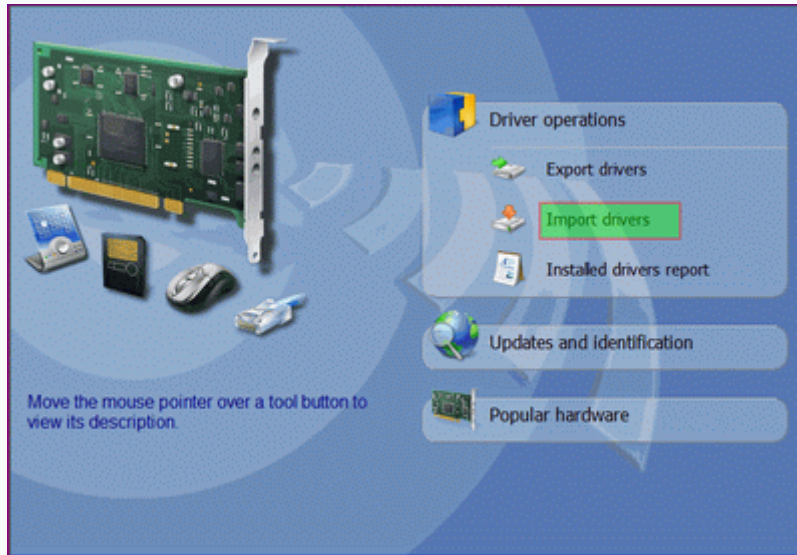 Driver operations
Export drivers
Import drivers
Installed drivers report
Updates and identification
Popular hardware
Move the mouse pointer over a tool button to
view its description.